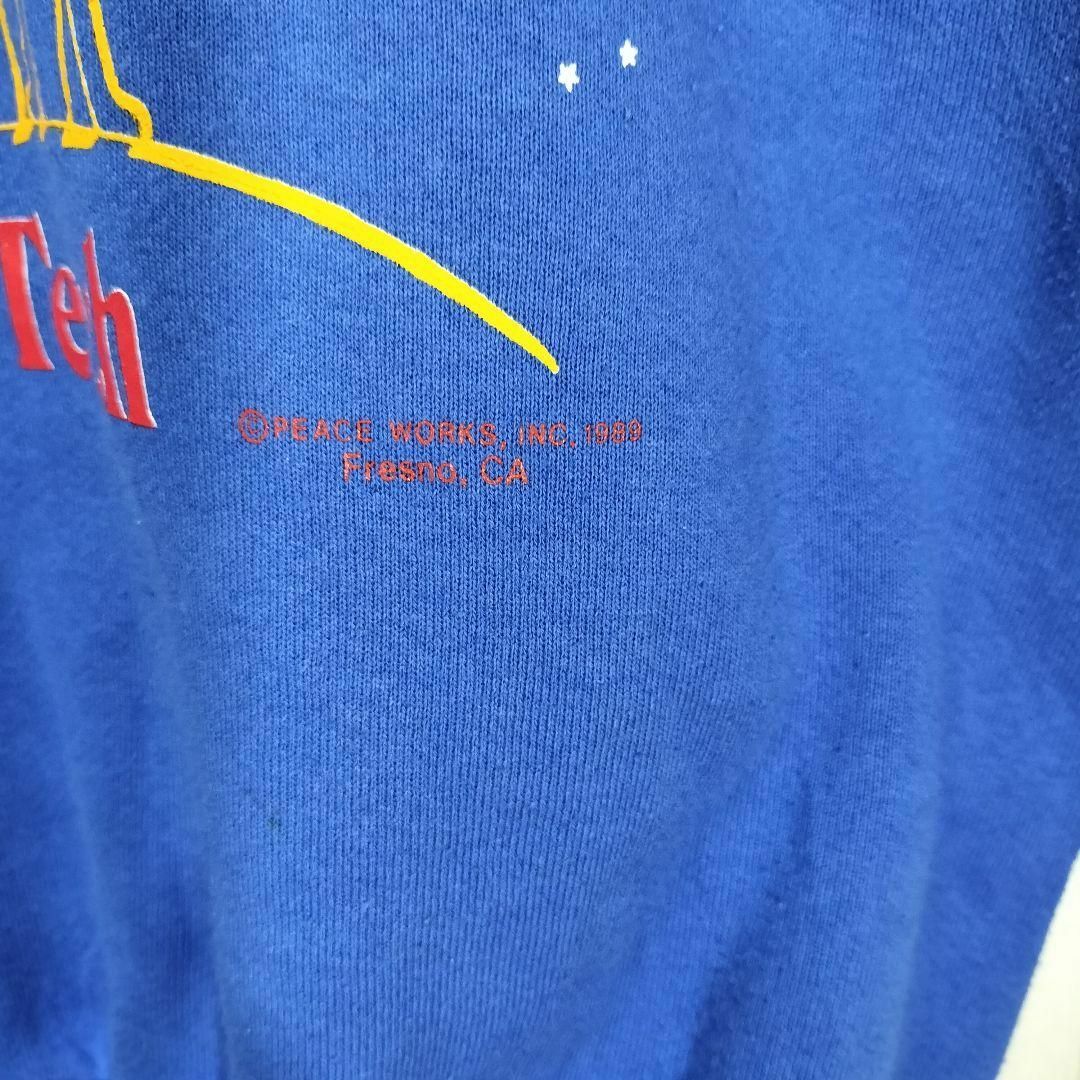 Teh
©PEACE WORKS, INC. 1989
Fresno, CA